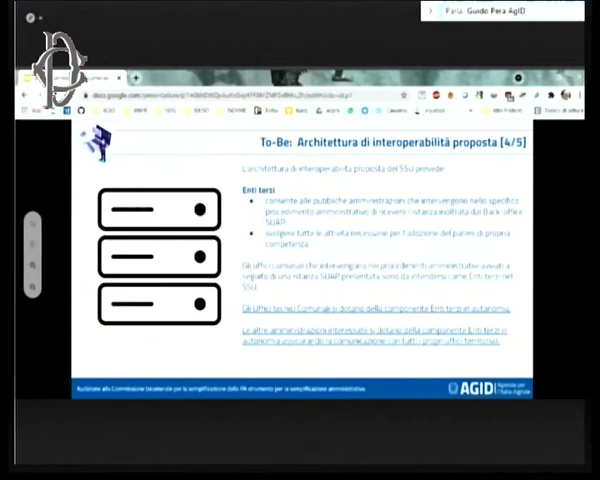 Parla: Guido Pera AgID
To-Be: Architettura di interoperabilità proposta [4/5]
L'architettura di interoperabilità proposta del SSU prevede:
Enti terzi
consente alle pubbliche amministrazioni che intervengono nello specifico
procedimento amministrativo di ricevere l'istanza inoltrata dal Back-office
SUAP;
svolgere tutte le attività necessarie per l'adozione del parere di propria
competenza.
Gli uffici comunali che intervengono nei procedimenti amministrativi avviati a
seguito di una istanza SUAP presentata sono da intendersi come Enti terzi nel
SSU.
Gli Uffici tecnici Comunali si dotano della componente Enti terzi in autonomia.
Le altre amministrazioni interessate si dotano della componente Enti terzi in
autonomia assicurando la comunicazione con tutti i propri uffici territoriali.
Audizione alla Commissione bicamerale per la semplificazione della PA strumento per la semplificazione amministrativa
AGID Agenzia per
l'Italia digitale